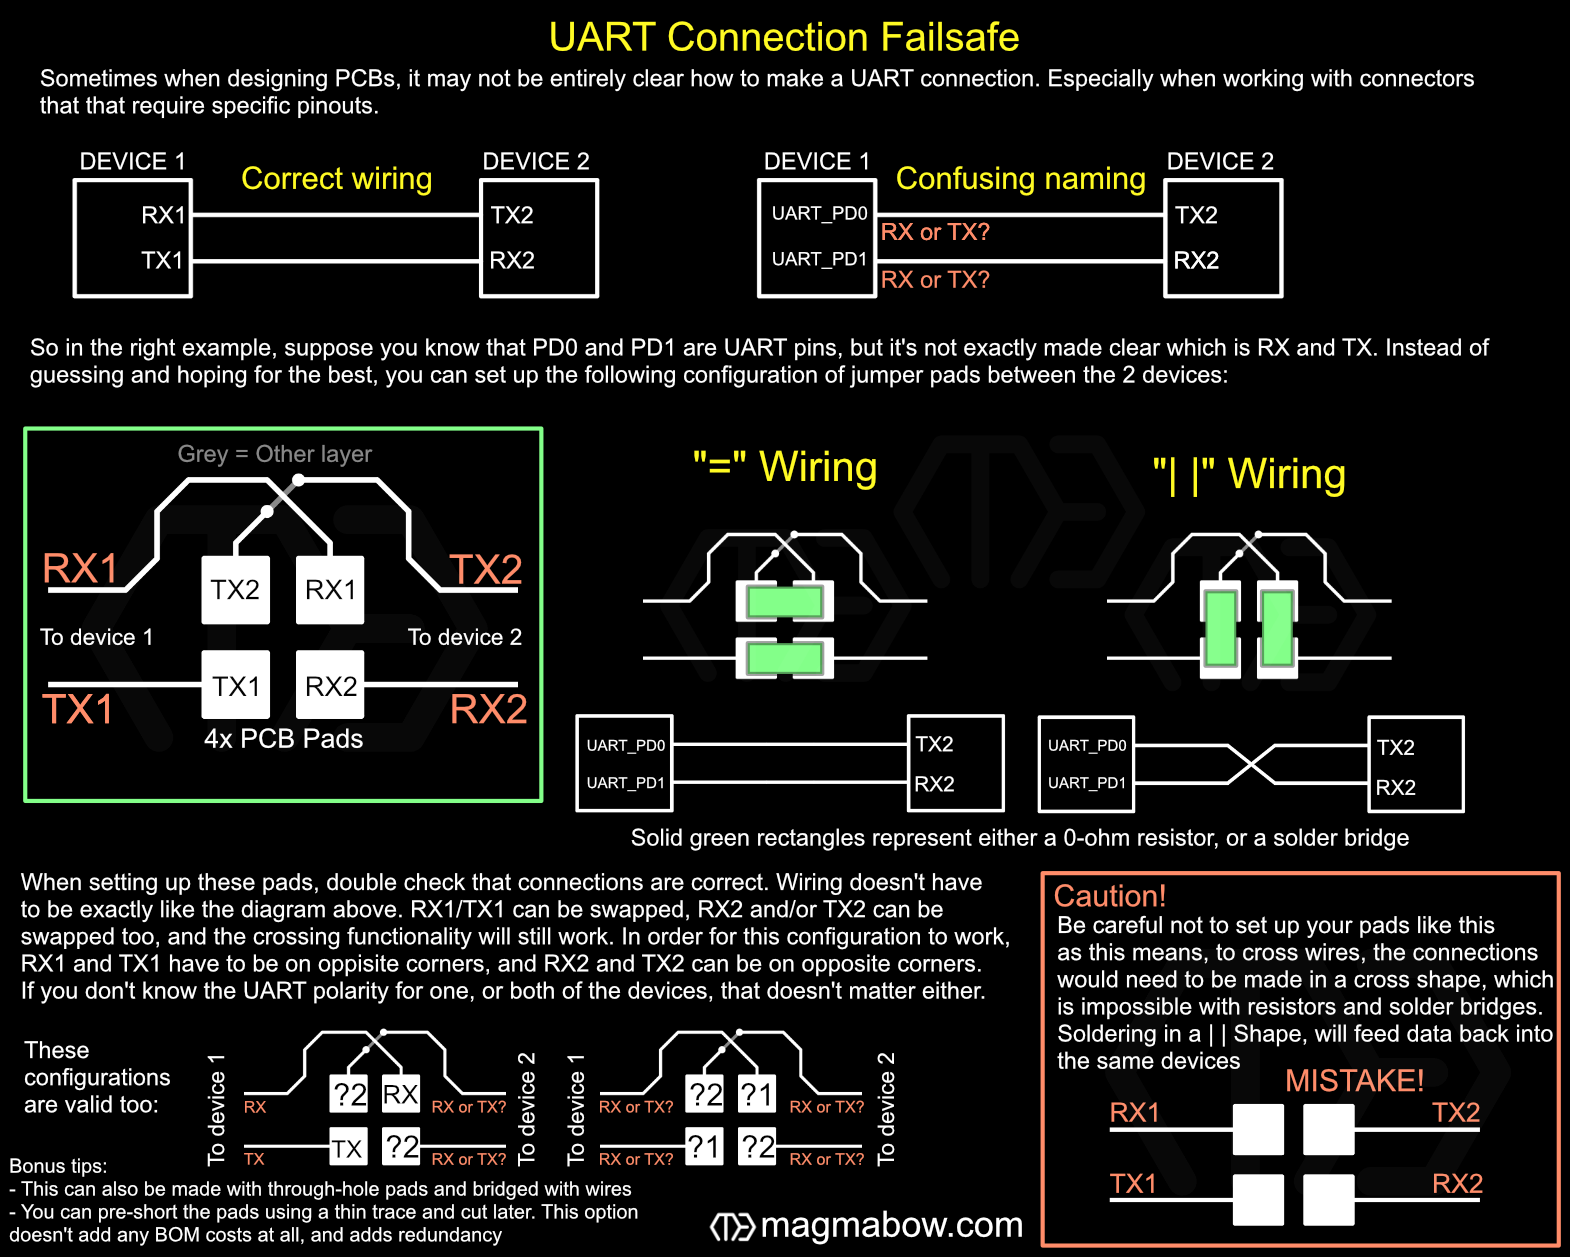 UART Connection Failsafe
Sometimes when designing PCBs, it may not be entirely clear how to make a UART connection. Especially when working with connectors
that that require specific pinouts.
DEVICE 1
Correct wiring
DEVICE 2
RX1
TX2
TX1
RX2
DEVICE 1
Confusing naming
DEVICE 2
UART_PD0
RX or TX?
TX2
UART_PD1
RX or TX?
RX2
So in the right example, suppose you know that PD0 and PD1 are UART pins, but it's not exactly made clear which is RX and TX. Instead of
guessing and hoping for the best, you can set up the following configuration of jumper pads between the 2 devices:
Grey = Other layer
RX1
TX2
TX2
RX1
To device 1
To device 2
TX1
RX2
TX1
RX2
4x PCB Pads
"=" Wiring
UART_PD0
TX2
UART_PD1
RX2
"| |" Wiring
UART_PD0
TX2
UART_PD1
RX2
Solid green rectangles represent either a 0-ohm resistor, or a solder bridge
When setting up these pads, double check that connections are correct. Wiring doesn't have
to be exactly like the diagram above. RX1/TX1 can be swapped, RX2 and/or TX2 can be
swapped too, and the crossing functionality will still work. In order for this configuration to work,
RX1 and TX1 have to be on oppisite corners, and RX2 and TX2 can be on opposite corners.
If you don't know the UART polarity for one, or both of the devices, that doesn't matter either.
These
configurations
are valid too:
To device 1
RX
?2
RX
RX or TX?
TX
TX
?2
RX or TX?
To device 2
To device 1
RX or TX?
?2
?1
RX or TX?
RX or TX?
?1
?2
RX or TX?
To device 2
Bonus tips:
- This can also be made with through-hole pads and bridged with wires
- You can pre-short the pads using a thin trace and cut later. This option
doesn't add any BOM costs at all, and adds redundancy
magmabow.com
Caution!
Be careful not to set up your pads like this
as this means, to cross wires, the connections
would need to be made in a cross shape, which
is impossible with resistors and solder bridges.
Soldering in a | | Shape, will feed data back into
the same devices
MISTAKE!
RX1
TX2
TX1
RX2